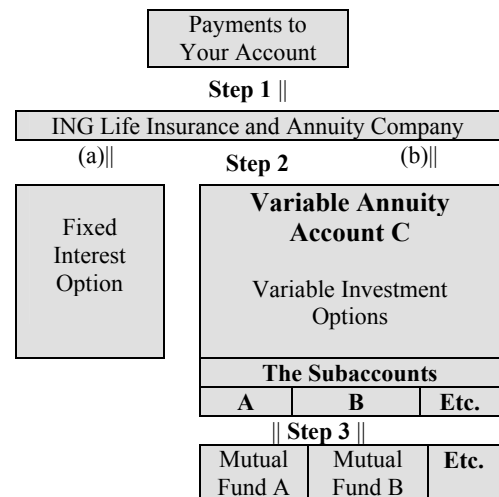 Payments to
Your Account
Step 1 ||
ING Life Insurance and Annuity Company
(a)|| Step 2 (b)||
Fixed
Interest
Option
Variable Annuity
Account C
Variable Investment
Options
The Subaccounts
A B Etc.
|| Step 3 ||
Mutual
Fund A
Mutual
Fund B
Etc.